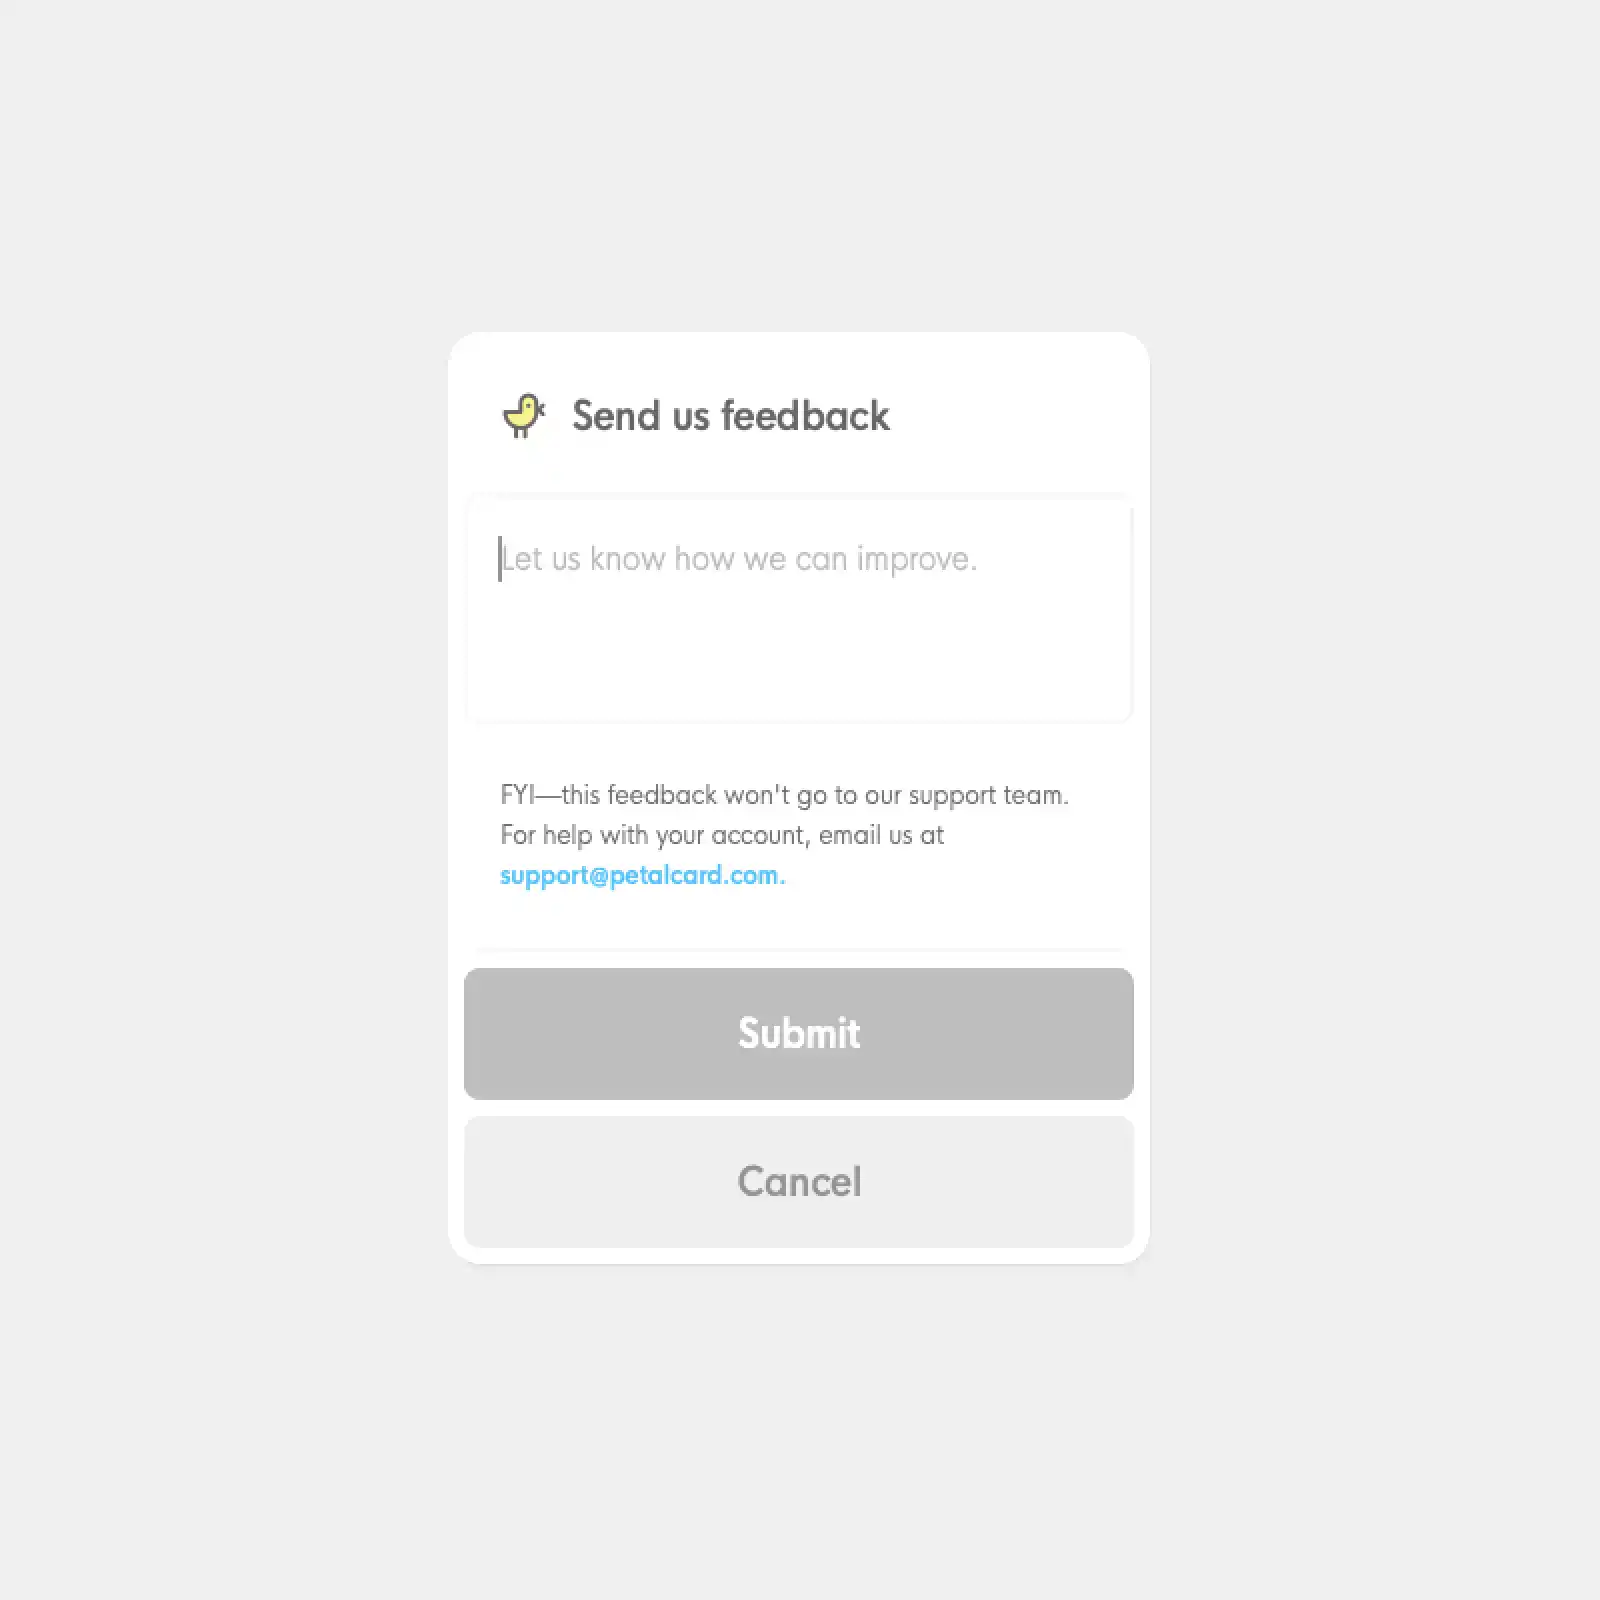 Send us feedback
Let us know how we can improve.
FYI—this feedback won't go to our support team.
For help with your account, email us at
support@petalcard.com.
Submit
Cancel